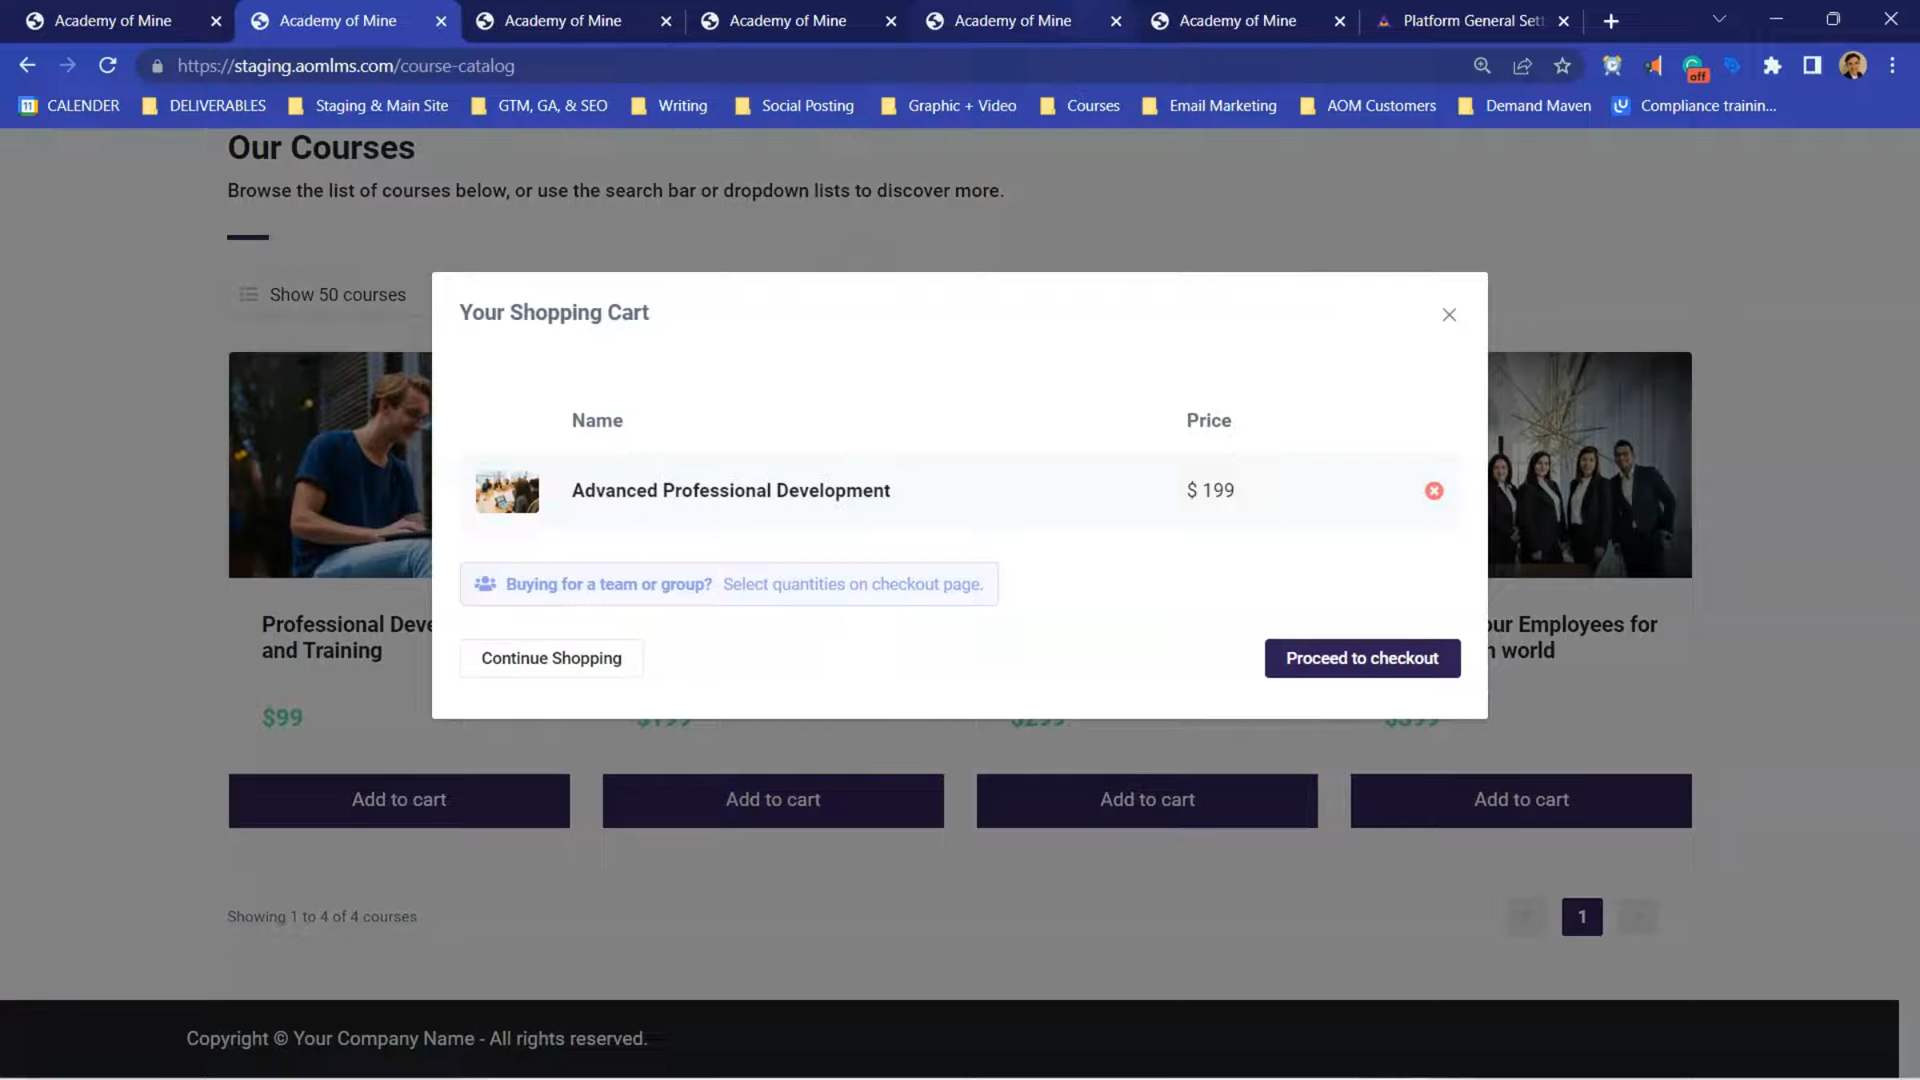 Academy of Mine
Academy of Mine
Academy of Mine
Academy of Mine
Academy of Mine
Academy of Mine
Platform General Sett
https://staging.aomlms.com/course-catalog
off
11 CALENDER
DELIVERABLES
Staging & Main Site
GTM, GA, & SEO
Writing
Social Posting
Graphic + Video
Courses
Email Marketing
AOM Customers
Demand Maven
Compliance trainin...
Our Courses
Browse the list of courses below, or use the search bar or dropdown lists to discover more.
Show 50 courses
Your Shopping Cart
Name Price
Advanced Professional Development $ 199
Buying for a team or group? Select quantities on checkout page.
Continue Shopping
Proceed to checkout
Professional Deve
and Training
our Employees for
n world
$99 $199 $299 $399
Add to cart Add to cart Add to cart Add to cart
Showing 1 to 4 of 4 courses
1
Copyright © Your Company Name - All rights reserved.